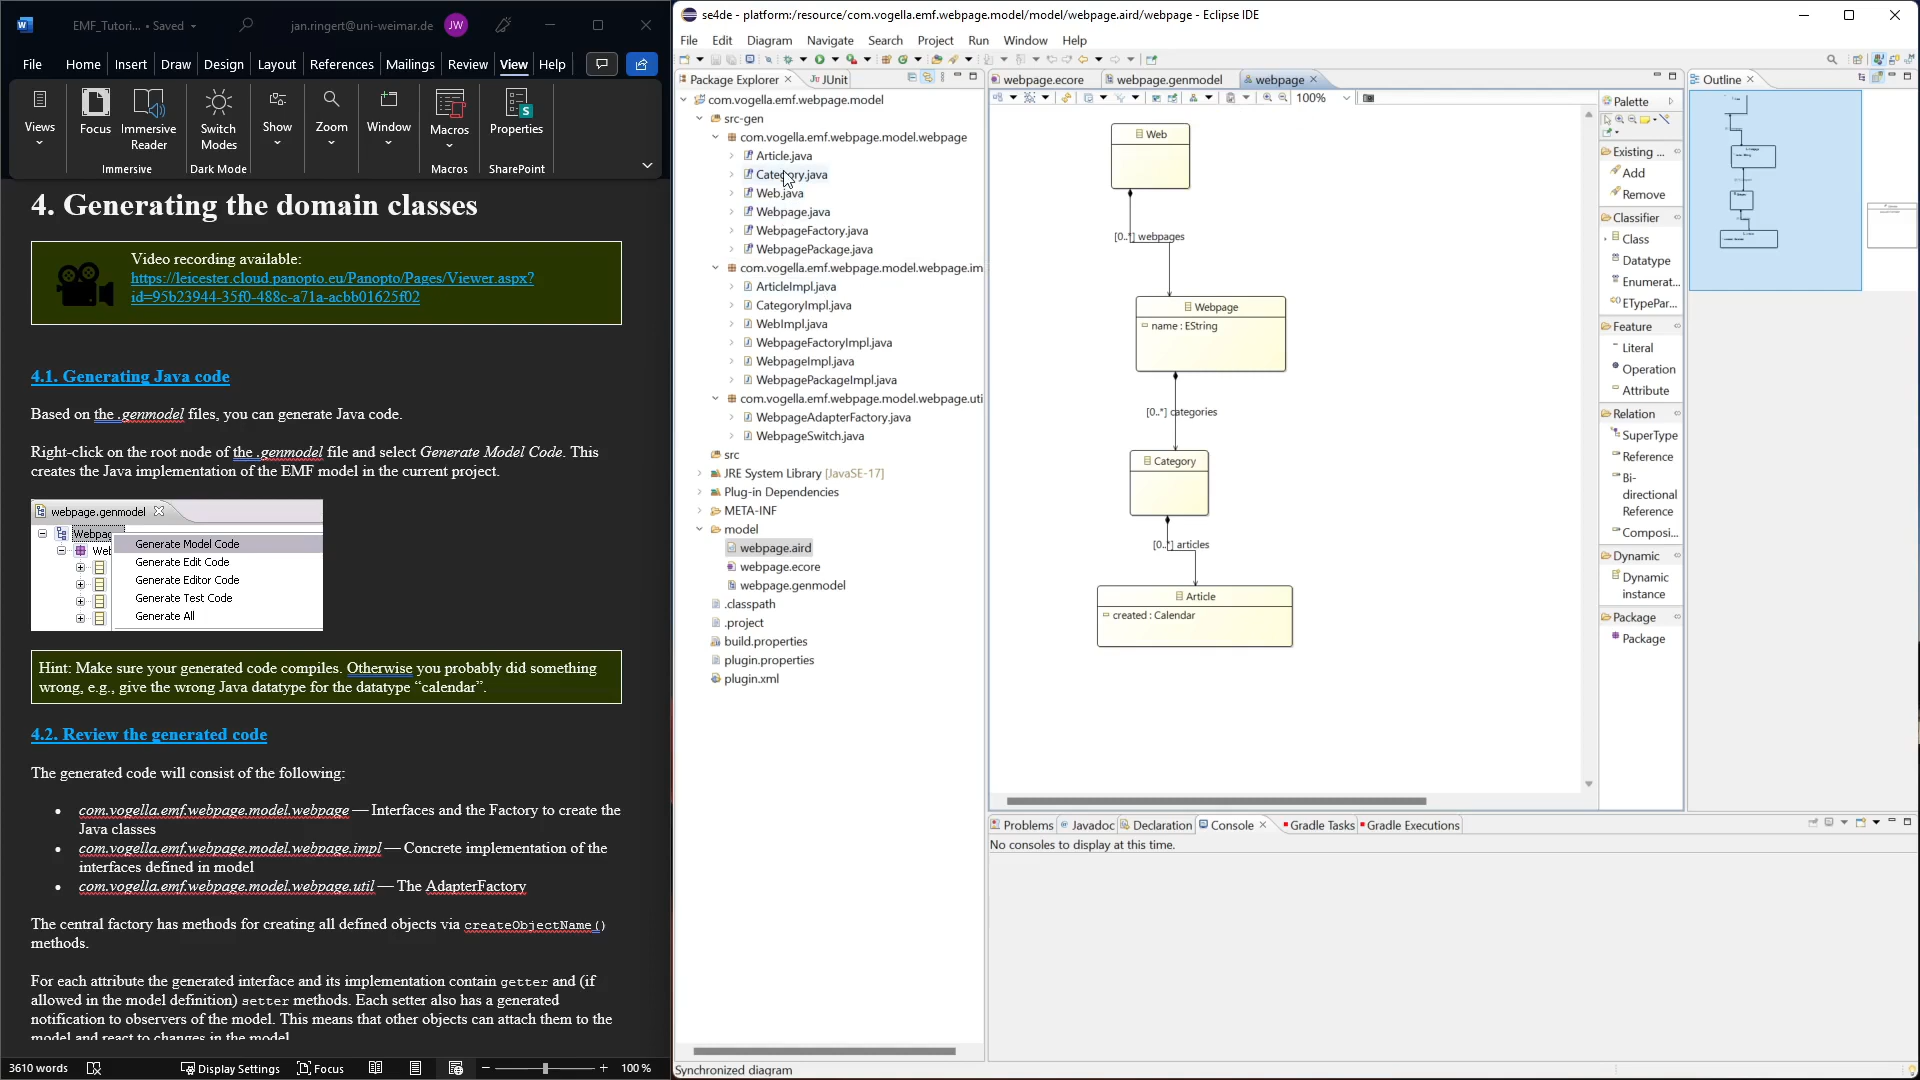 EMF_Tutori... • Saved
jan.ringert@uni-weimar.de
JW
File
Home
Insert
Draw
Design
Layout
References
Mailings
Review
View
Help
Views
Focus
Immersive Reader
Switch Modes
Show
Zoom
Window
Macros
Properties
Immersive
Dark Mode
Macros
SharePoint
4. Generating the domain classes
Video recording available:
https://leicester.cloud.panopto.eu/Panopto/Pages/Viewer.aspx?
id=95b23944-35f0-488c-a71a-acbb01625f02
4.1. Generating Java code
Based on the .genmodel files, you can generate Java code.
Right-click on the root node of the .genmodel file and select Generate Model Code. This
creates the Java implementation of the EMF model in the current project.
webpage.genmodel
Webpag
Wet
Generate Model Code
Generate Edit Code
Generate Editor Code
Generate Test Code
Generate All
Hint: Make sure your generated code compiles. Otherwise you probably did something
wrong, e.g., give the wrong Java datatype for the datatype “calendar”.
4.2. Review the generated code
The generated code will consist of the following:
• com.vogella.emf.webpage.model.webpage — Interfaces and the Factory to create the
Java classes
• com.vogella.emf.webpage.model.webpage.impl — Concrete implementation of the
interfaces defined in model
• com.vogella.emf.webpage.model.webpage.util — The AdapterFactory
The central factory has methods for creating all defined objects via createObjectName()
methods.
For each attribute the generated interface and its implementation contain getter and (if
allowed in the model definition) setter methods. Each setter also has a generated
notification to observers of the model. This means that other objects can attach them to the
model and react to changes in the model.
3610 words
Display Settings
Focus
100 %
se4de - platform:/resource/com.vogella.emf.webpage.model/model/webpage.aird/webpage - Eclipse IDE
File Edit Diagram Navigate Search Project Run Window Help
Package Explorer
JUnit
com.vogella.emf.webpage.model
src-gen
com.vogella.emf.webpage.model.webpage
Article.java
Category.java
Web.java
Webpage.java
WebpageFactory.java
WebpagePackage.java
com.vogella.emf.webpage.model.webpage.im
ArticleImpl.java
CategoryImpl.java
WebImpl.java
WebpageFactoryImpl.java
WebpageImpl.java
WebpagePackageImpl.java
com.vogella.emf.webpage.model.webpage.uti
WebpageAdapterFactory.java
WebpageSwitch.java
src
JRE System Library [JavaSE-17]
Plug-in Dependencies
META-INF
model
webpage.aird
webpage.ecore
webpage.genmodel
.classpath
.project
build.properties
plugin.properties
plugin.xml
webpage.ecore
webpage.genmodel
webpage
100%
Web
[0..*] webpages
Webpage
name : EString
[0..*] categories
Category
[0..*] articles
Article
created : Calendar
Palette
Existing ...
Add
Remove
Classifier
Class
Datatype
Enumerat...
ETypePar...
Feature
Literal
Operation
Attribute
Relation
SuperType
Reference
Bi-
directional
Reference
Composi...
Dynamic
Dynamic
instance
Package
Package
Outline
Problems
Javadoc
Declaration
Console
Gradle Tasks
Gradle Executions
No consoles to display at this time.
Synchronized diagram